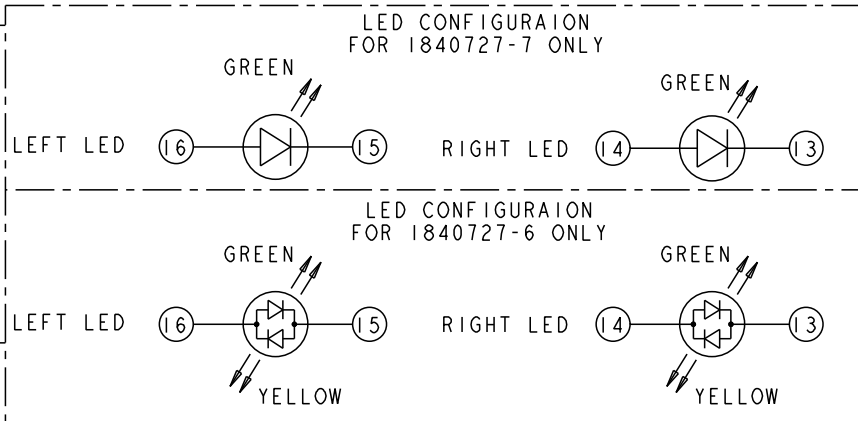 LED CONFIGURAION
FOR 1840727-7 ONLY
GREEN
GREEN
LEFT LED 16 15 RIGHT LED 14 13
LED CONFIGURAION
FOR 1840727-6 ONLY
GREEN
GREEN
LEFT LED 16 15 RIGHT LED 14 13
YELLOW
YELLOW